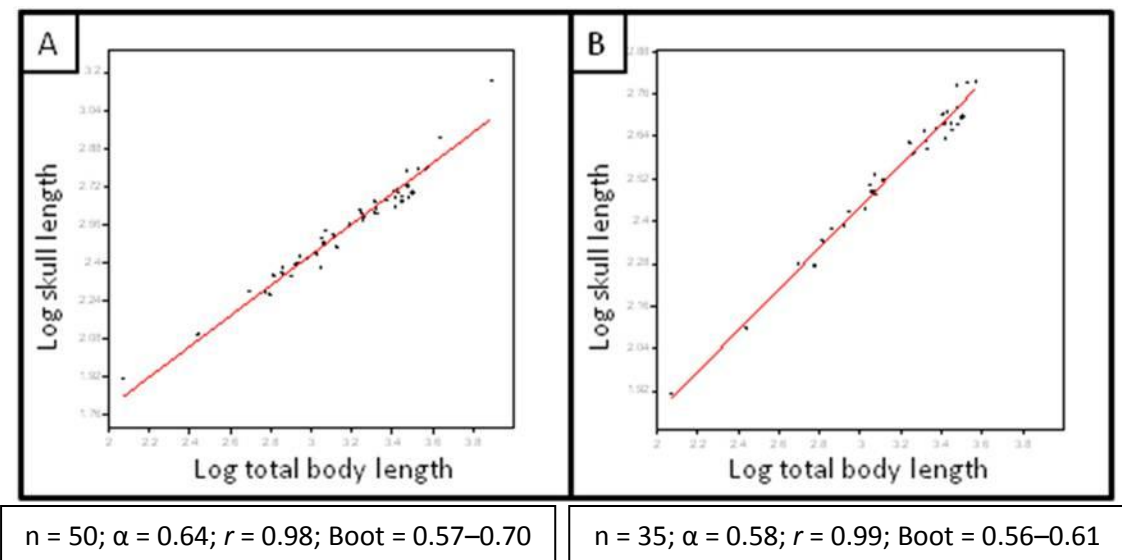 A
B
3.2
3.04
2.88
2.72
2.56
2.4
2.24
2.08
1.92
1.76
Log skull length
2 2.2 2.4 2.6 2.8 3 3.2 3.4 3.6 3.8
Log total body length
2.88
2.76
2.64
2.52
2.4
2.28
2.16
2.04
1.92
Log skull length
2 2.2 2.4 2.6 2.8 3 3.2 3.4 3.6 3.8
Log total body length
n = 50; α = 0.64; r = 0.98; Boot = 0.57–0.70
n = 35; α = 0.58; r = 0.99; Boot = 0.56–0.61